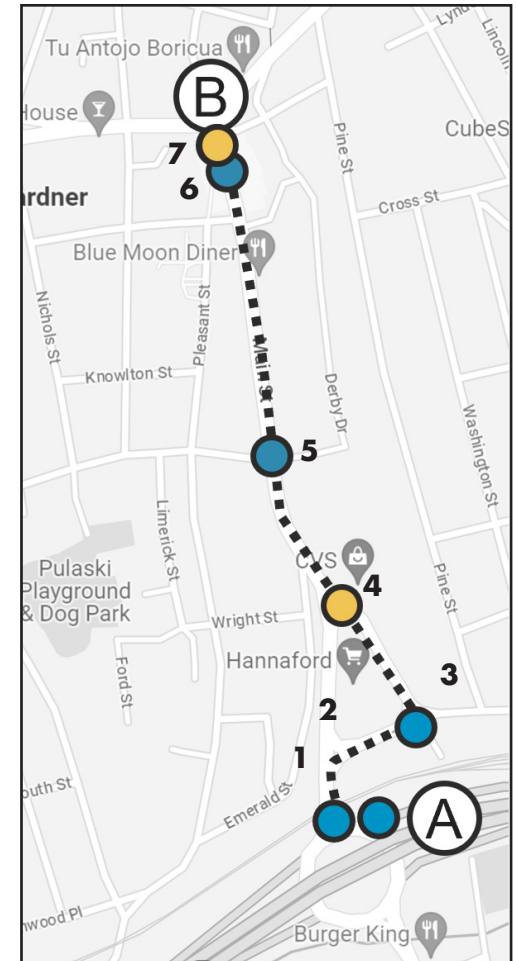 Lynd
Lincoln
Tu Antojo Boricua
B
House
CubeS
7
Pine St
6
ardner
Cross St
Blue Moon Diner
Nichols St
Pleasant St
Main St
Knowlton St
Derby Dr
Washington St
5
Limerick St
CVS
4
Pulaski
Playground
& Dog Park
Pine St
Wright St
Hannaford
3
Ford St
2
1
outh St
Emerald St
A
nwood Pl
Burger King